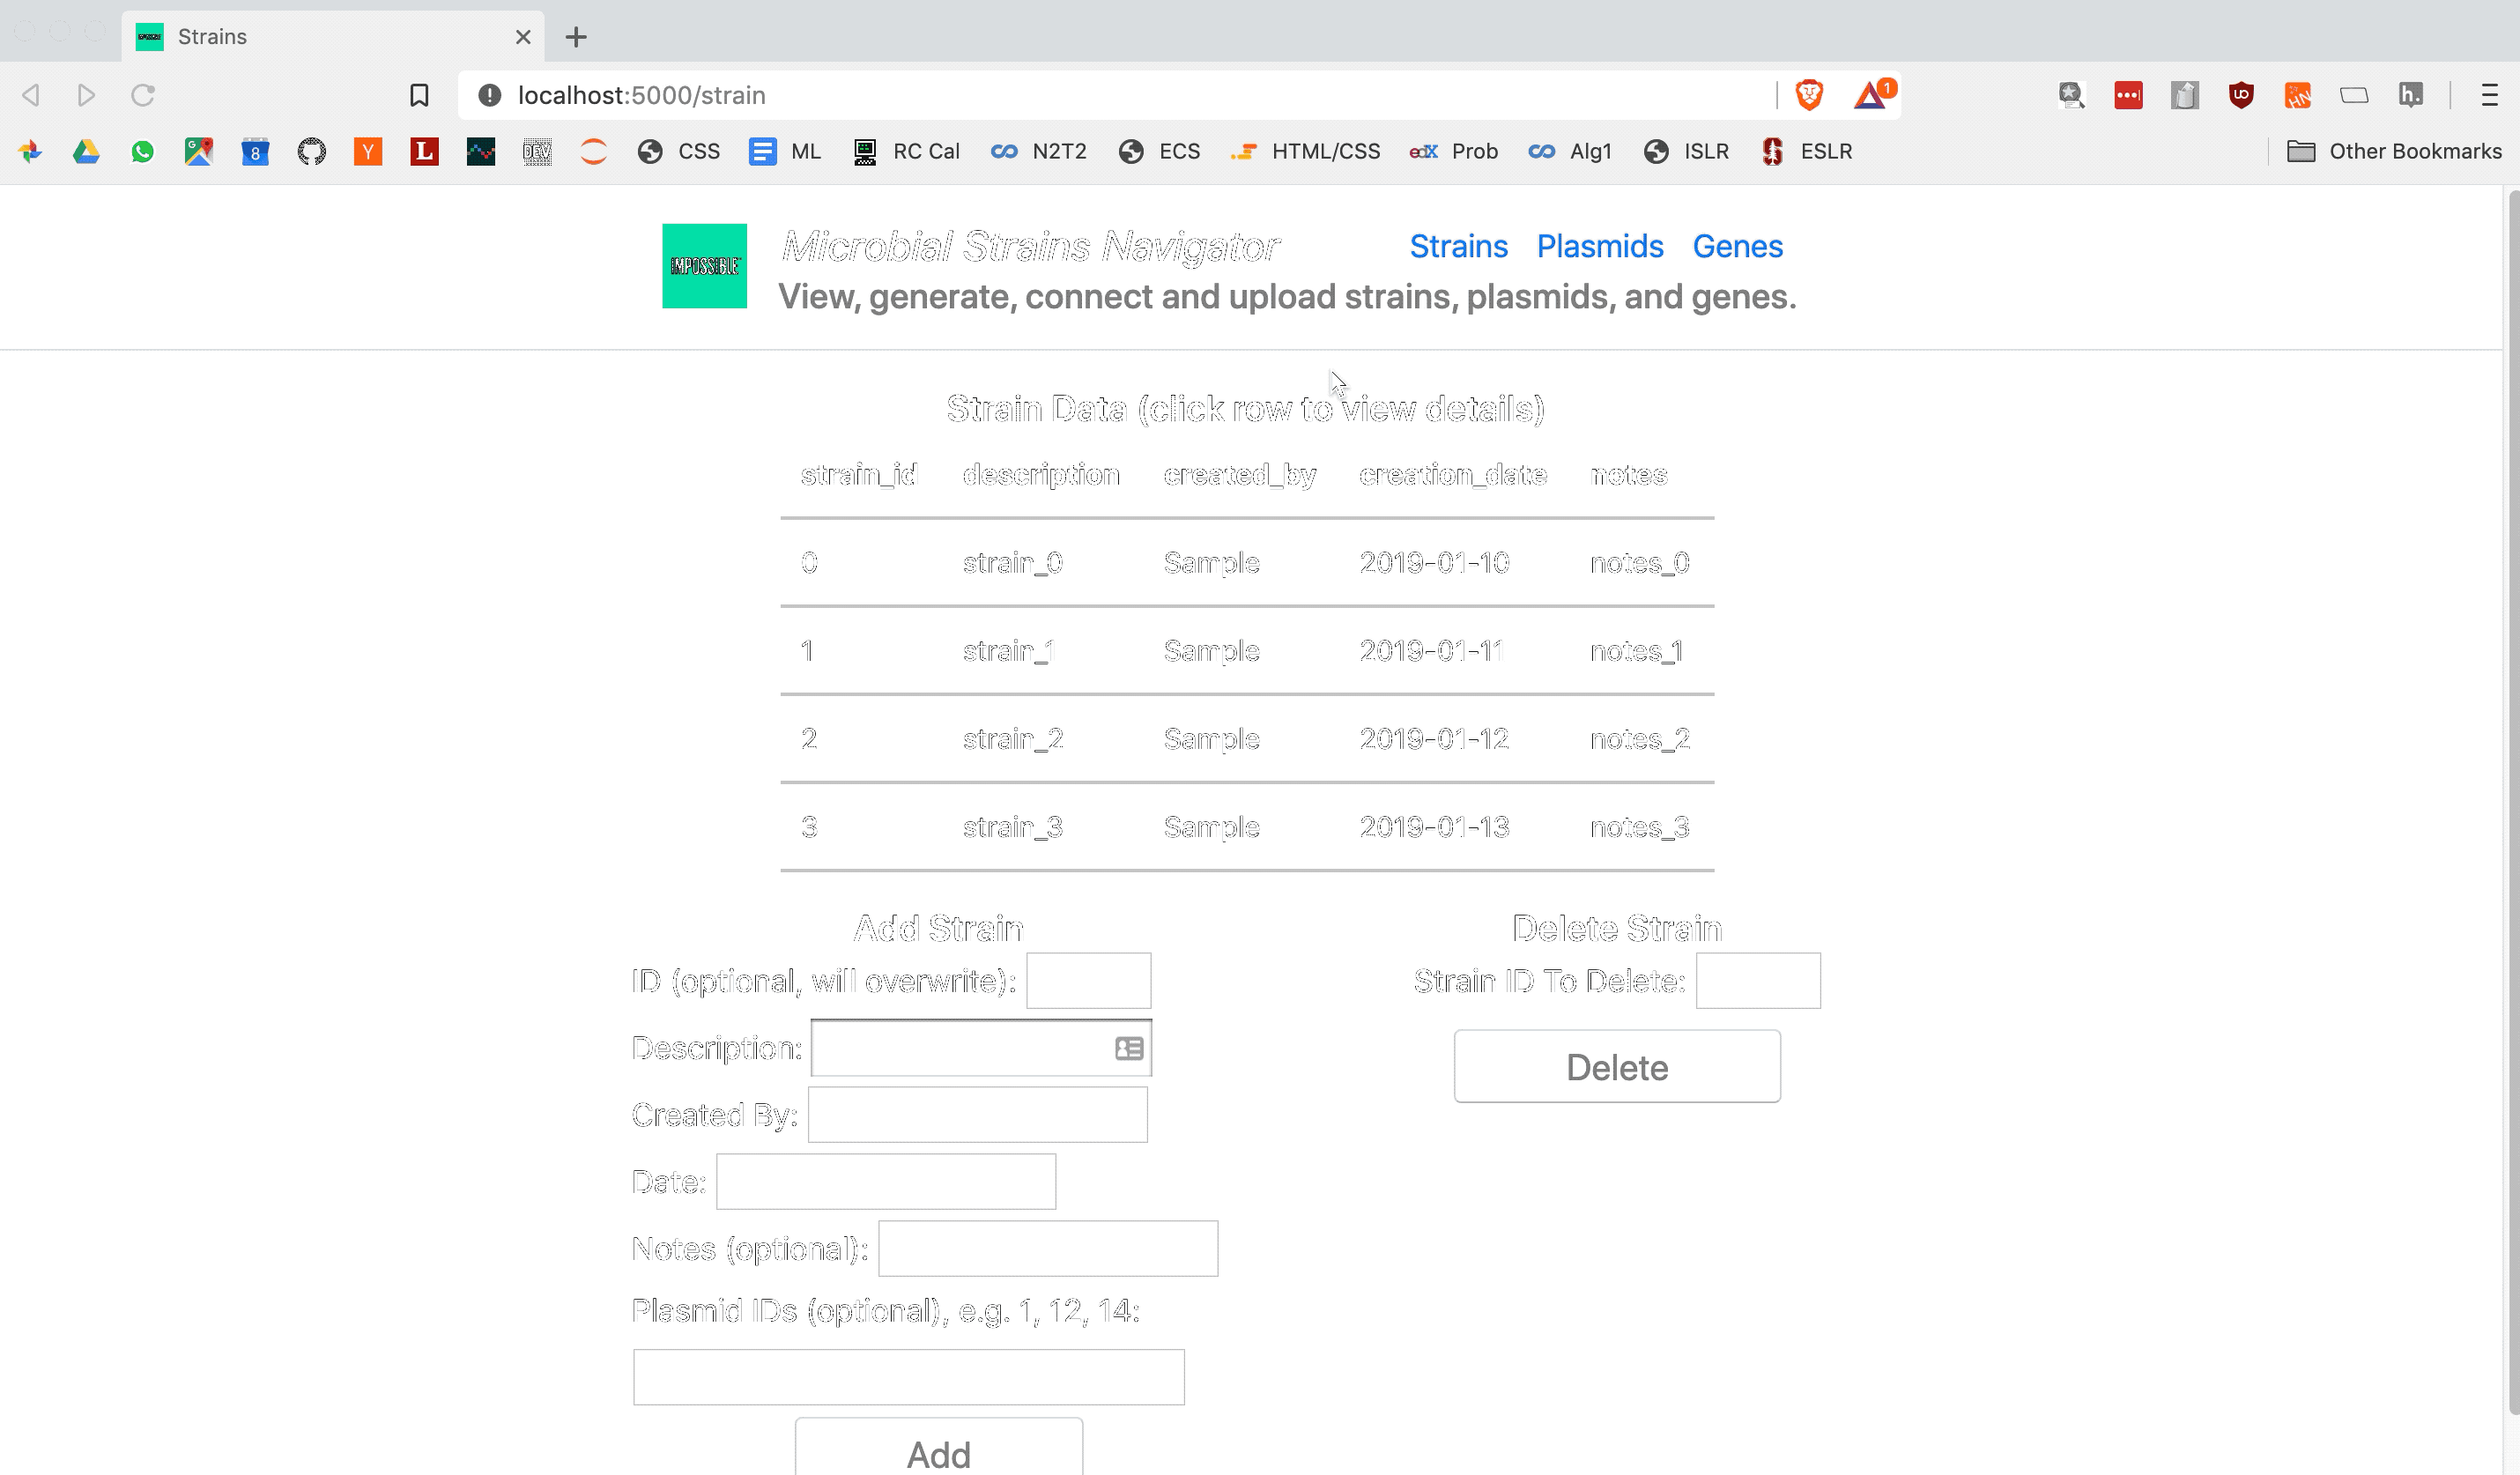 Strains
localhost:5000/strain
1
8 Y L DEV CSS ML RC Cal N2T2 ECS HTML/CSS edX Prob Alg1 ISLR ESLR Other Bookmarks
IMPOSSIBLE
Microbial Strains Navigator Strains Plasmids Genes
View, generate, connect and upload strains, plasmids, and genes.
Strain Data (click row to view details)
strain_id description created_by creation_date notes
0 strain_0 Sample 2019-01-10 notes_0
1 strain_1 Sample 2019-01-11 notes_1
2 strain_2 Sample 2019-01-12 notes_2
3 strain_3 Sample 2019-01-13 notes_3
Add Strain
ID (optional, will overwrite):
Description:
Created By:
Date:
Notes (optional):
Plasmid IDs (optional), e.g. 1, 12, 14:
Add
Delete Strain
Strain ID To Delete:
Delete